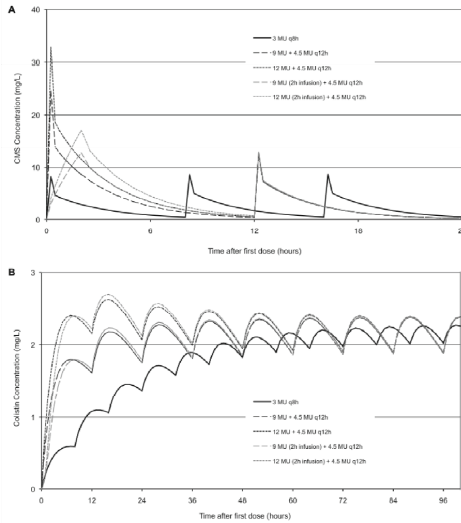 A
40
30
20
10
0
CMS Concentration (mg/L)
3 MU q8h
9 MU + 4.5 MU q12h
12 MU + 4.5 MU q12h
9 MU (2h infusion) + 4.5 MU q12h
12 MU (2h infusion) + 4.5 MU q12h
0 6 12 18 2
Time after first dose (hours)
B
3
2
1
0
Colistin Concentration (mg/L)
3 MU q8h
9 MU + 4.5 MU q12h
12 MU + 4.5 MU q12h
9 MU (2h infusion) + 4.5 MU q12h
12 MU (2h infusion) + 4.5 MU q12h
0 12 24 36 48 60 72 84 96
Time after first dose (hours)